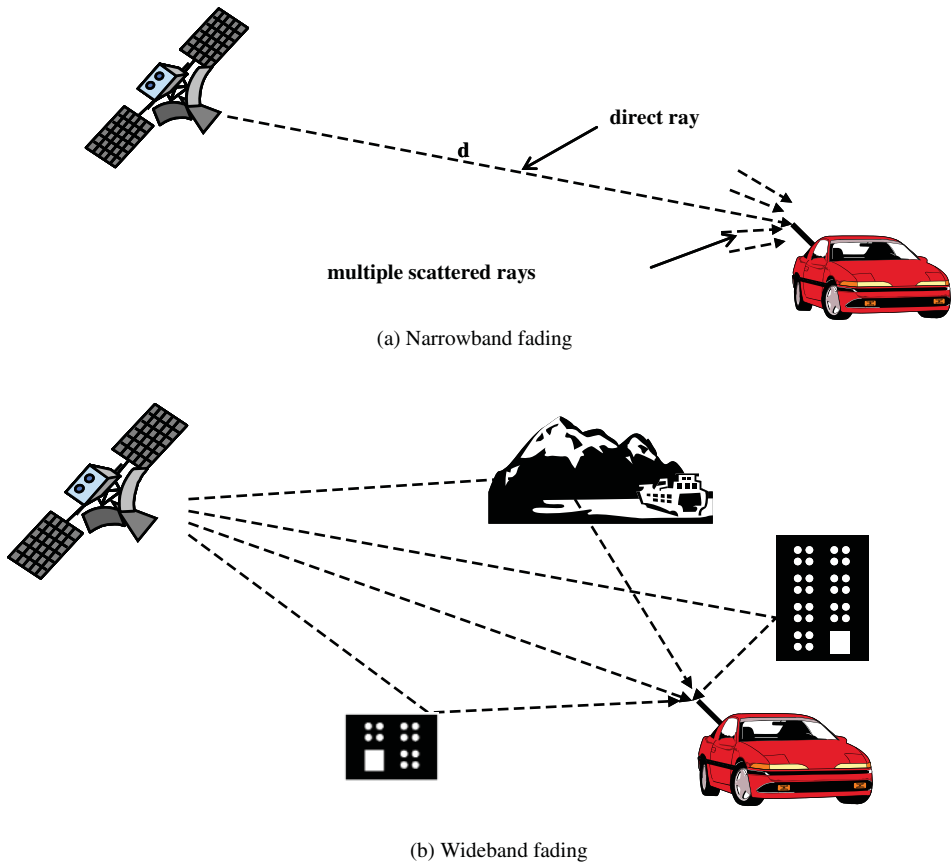 direct ray
d
multiple scattered rays
(a) Narrowband fading
(b) Wideband fading